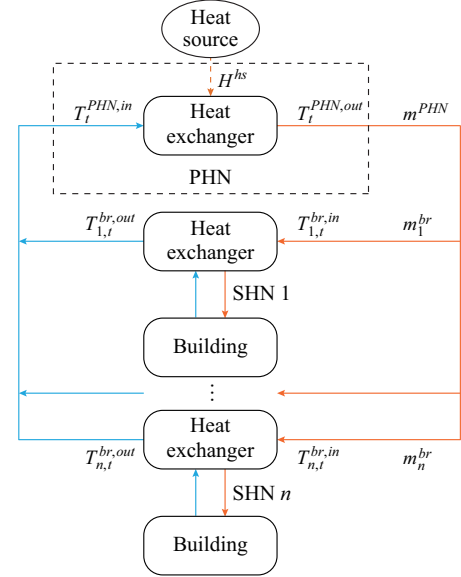 Heat
source
H^{hs}
T_t^{PHN,in}
Heat
exchanger
T_t^{PHN,out}
m^{PHN}
PHN
T_{1,t}^{br,out}
Heat
exchanger
T_{1,t}^{br,in}
m_1^{br}
SHN 1
Building
⋮
Heat
exchanger
T_{n,t}^{br,out}
T_{n,t}^{br,in}
m_n^{br}
SHN n
Building